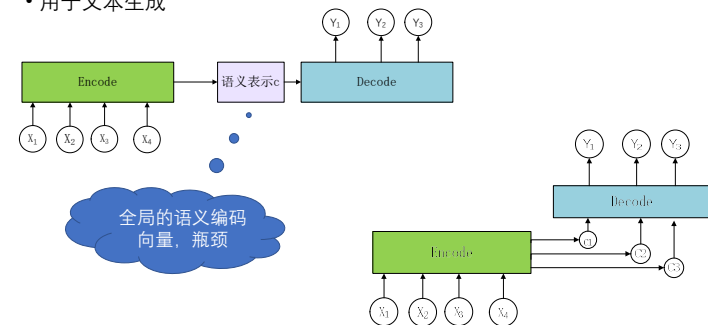 • 用于文本生成
Y₁ Y₂ Y₃
Encode 语义表示c Decode
X₁ X₂ X₃ X₄
全局的语义编码
向量，瓶颈
Y₁ Y₂ Y₃
Decode
C1
Encode C2
C3
X₁ X₂ X₃ X₄